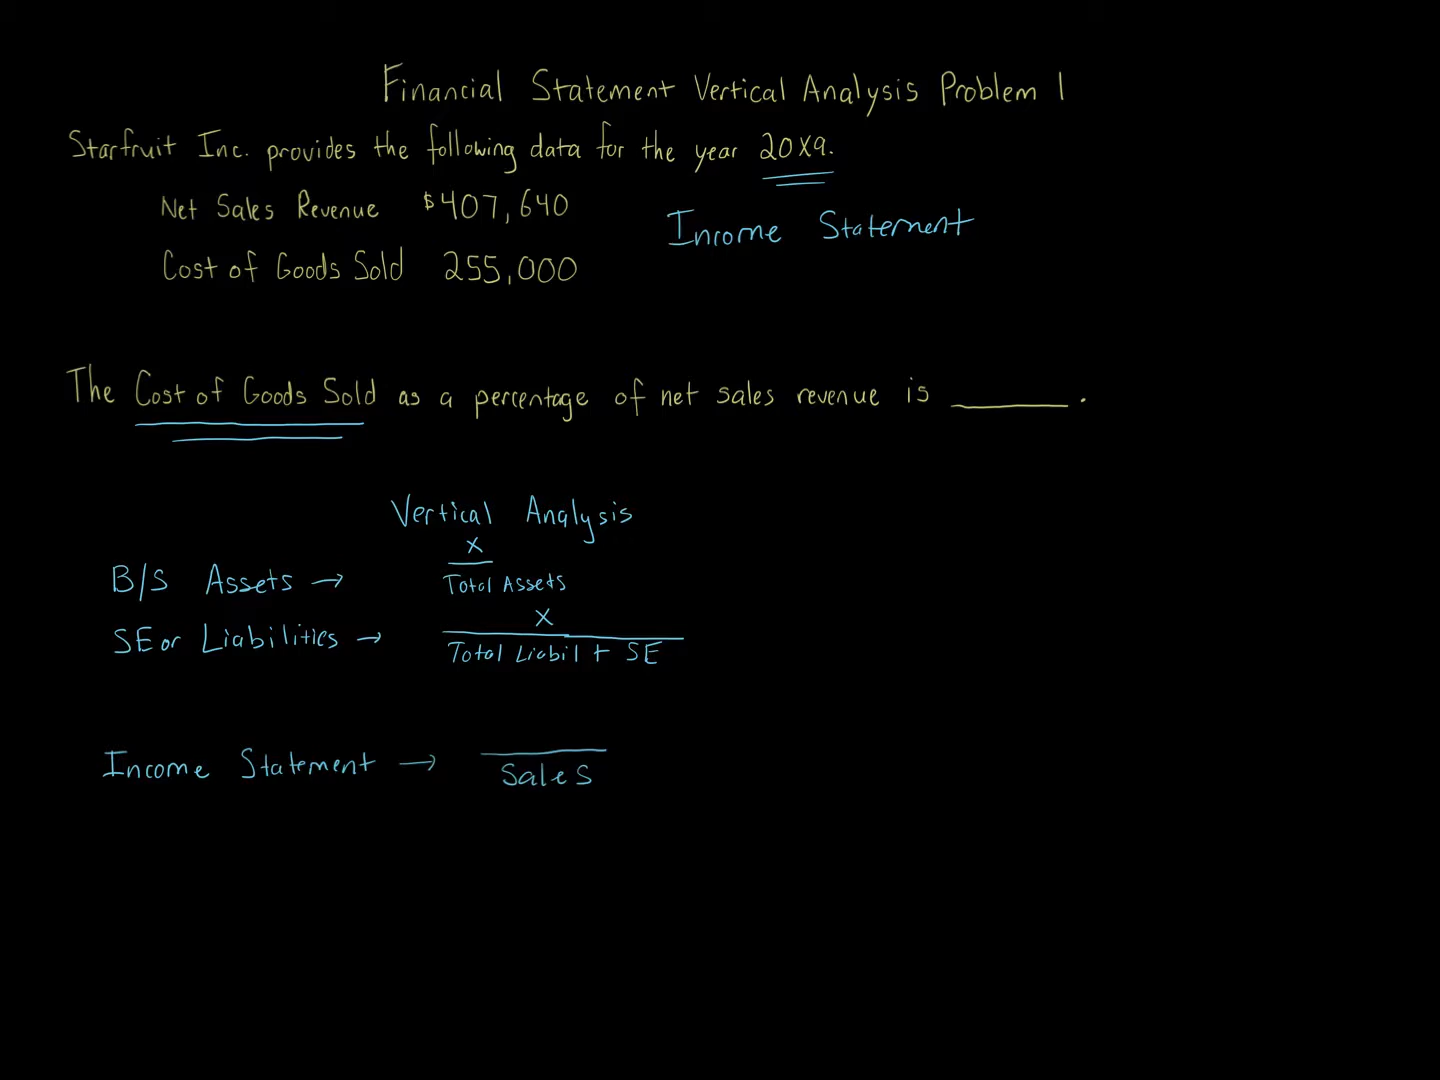 Financial Statement Vertical Analysis Problem 1
Starfruit Inc. provides the following data for the year 20X9.
Net Sales Revenue $407,640
Income Statement
Cost of Goods Sold 255,000
The Cost of Goods Sold as a percentage of net sales revenue is ______.
Vertical Analysis
X
B/S Assets → Total Assets
X
SE or Liabilities → Total Liabil + SE
Income Statement → Sales